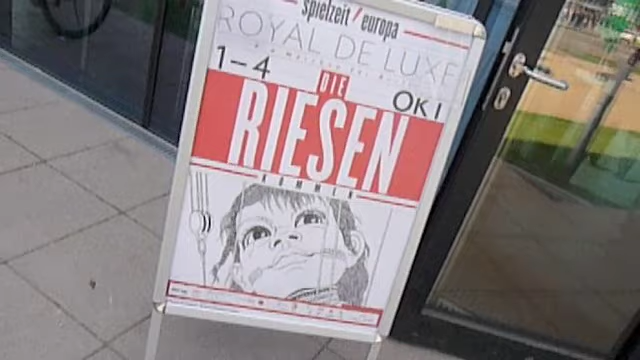 spielzeit / europa
ROYAL DE LUXE
1-4
DIE
OKT
RIESEN
KOMMEN